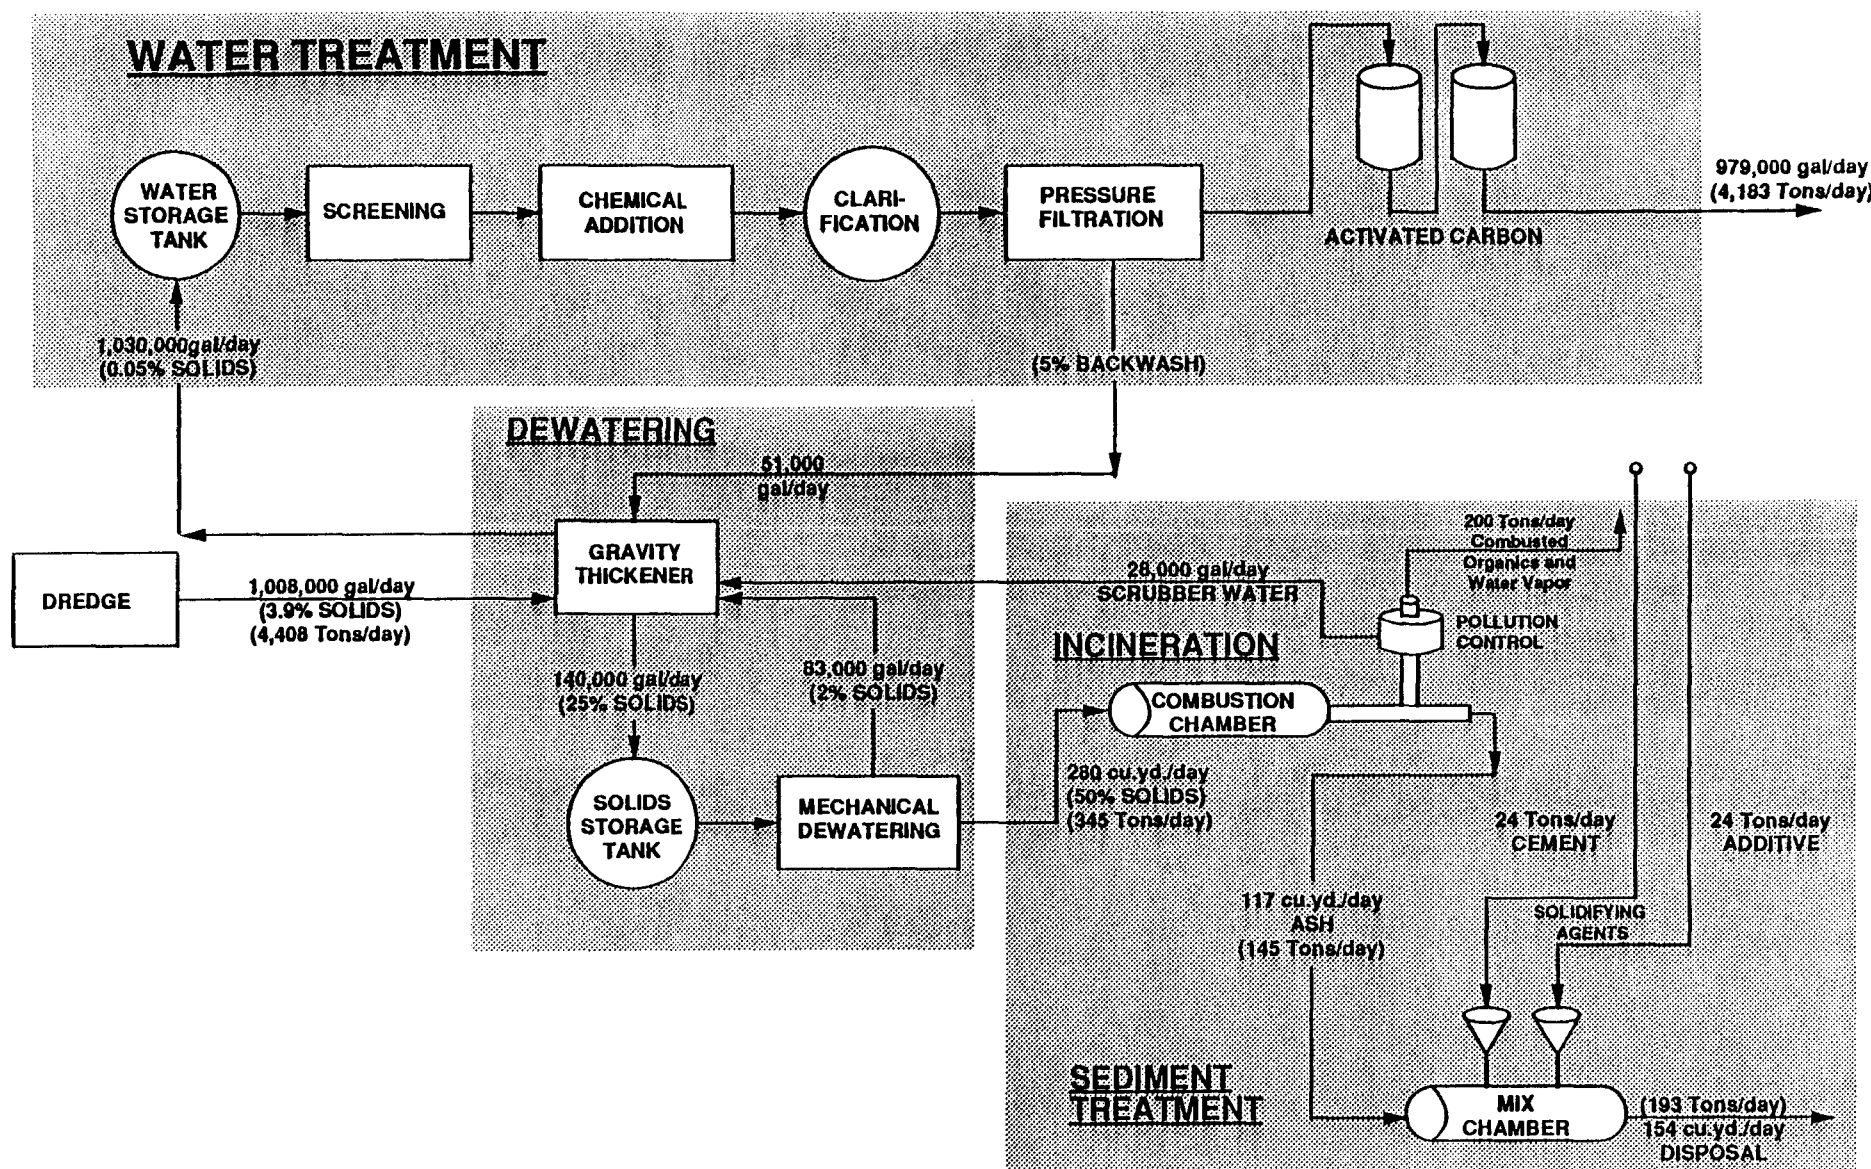 WATER TREATMENT
WATER
STORAGE
TANK
SCREENING
CHEMICAL
ADDITION
CLARI-
FICATION
PRESSURE
FILTRATION
ACTIVATED CARBON
979,000 gal/day
(4,183 Tons/day)
1,030,000gal/day
(0.05% SOLIDS)
(5% BACKWASH)
DEWATERING
51,000
gal/day
GRAVITY
THICKENER
DREDGE
1,008,000 gal/day
(3.9% SOLIDS)
(4,408 Tons/day)
28,000 gal/day
SCRUBBER WATER
200 Tons/day
Combusted
Organics and
Water Vapor
POLLUTION
CONTROL
INCINERATION
COMBUSTION
CHAMBER
140,000 gal/day
(25% SOLIDS)
83,000 gal/day
(2% SOLIDS)
SOLIDS
STORAGE
TANK
MECHANICAL
DEWATERING
280 cu.yd./day
(50% SOLIDS)
(345 Tons/day)
24 Tons/day
CEMENT
24 Tons/day
ADDITIVE
117 cu.yd./day
ASH
(145 Tons/day)
SOLIDIFYING
AGENTS
SEDIMENT
TREATMENT
MIX
CHAMBER
(193 Tons/day)
154 cu.yd./day
DISPOSAL